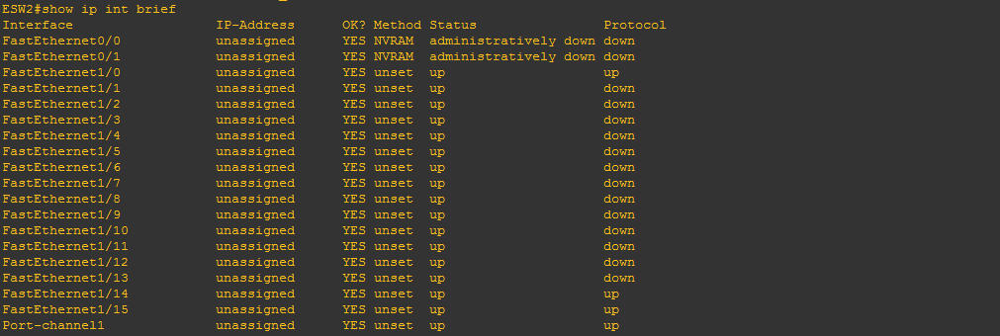 ESW2#show ip int brief
Interface IP-Address OK? Method Status Protocol
FastEthernet0/0 unassigned YES NVRAM administratively down down
FastEthernet0/1 unassigned YES NVRAM administratively down down
FastEthernet1/0 unassigned YES unset up up
FastEthernet1/1 unassigned YES unset up down
FastEthernet1/2 unassigned YES unset up down
FastEthernet1/3 unassigned YES unset up down
FastEthernet1/4 unassigned YES unset up down
FastEthernet1/5 unassigned YES unset up down
FastEthernet1/6 unassigned YES unset up down
FastEthernet1/7 unassigned YES unset up down
FastEthernet1/8 unassigned YES unset up down
FastEthernet1/9 unassigned YES unset up down
FastEthernet1/10 unassigned YES unset up down
FastEthernet1/11 unassigned YES unset up down
FastEthernet1/12 unassigned YES unset up down
FastEthernet1/13 unassigned YES unset up down
FastEthernet1/14 unassigned YES unset up up
FastEthernet1/15 unassigned YES unset up up
Port-channel1 unassigned YES unset up up